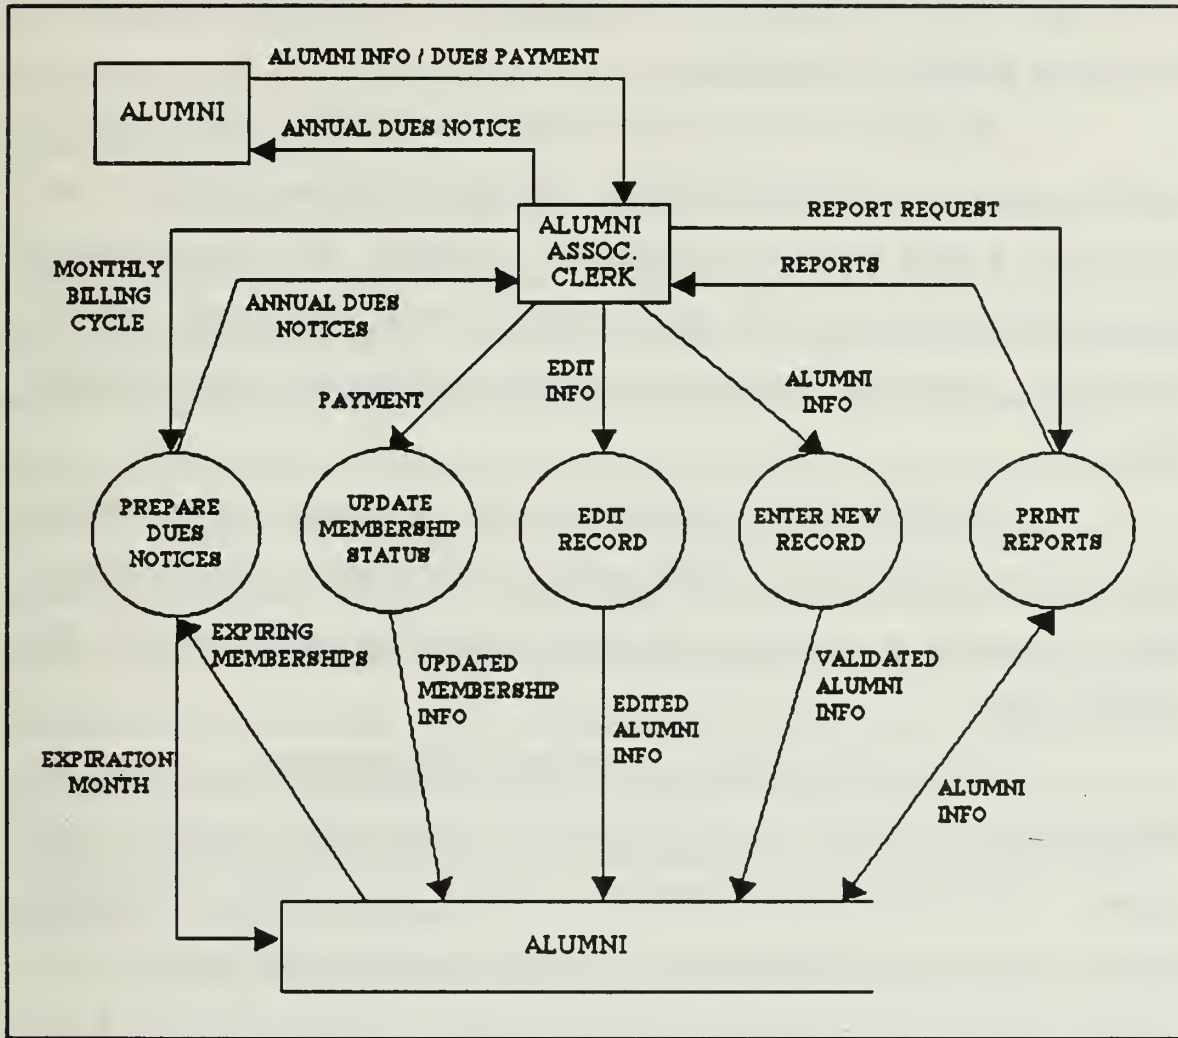 ALUMNI INFO / DUES PAYMENT
ALUMNI
ANNUAL DUES NOTICE
REPORT REQUEST
ALUMNI
ASSOC.
CLERK
MONTHLY
BILLING
CYCLE
REPORTS
ANNUAL DUES
NOTICES
EDIT
INFO
ALUMNI
INFO
PAYMENT
PREPARE
DUES
NOTICES
UPDATE
MEMBERSHIP
STATUS
EDIT
RECORD
ENTER NEW
RECORD
PRINT
REPORTS
EXPIRING
MEMBERSHIPS
UPDATED
MEMBERSHIP
INFO
EDITED
ALUMNI
INFO
VALIDATED
ALUMNI
INFO
EXPIRATION
MONTH
ALUMNI
INFO
ALUMNI